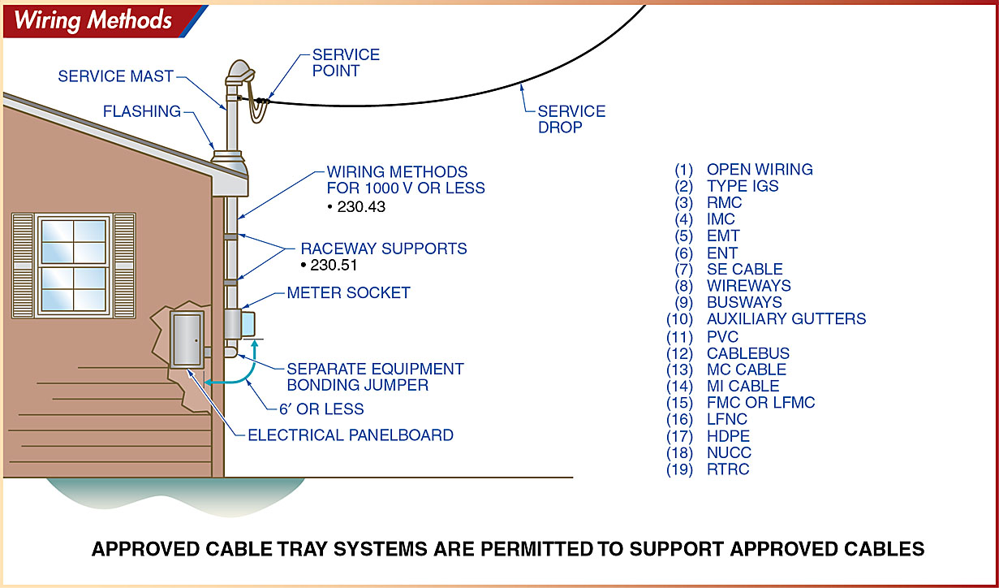 Wiring Methods
SERVICE
POINT
SERVICE MAST
FLASHING
SERVICE
DROP
WIRING METHODS
FOR 1000 V OR LESS
• 230.43
RACEWAY SUPPORTS
• 230.51
METER SOCKET
SEPARATE EQUIPMENT
BONDING JUMPER
6′ OR LESS
ELECTRICAL PANELBOARD
(1) OPEN WIRING
(2) TYPE IGS
(3) RMC
(4) IMC
(5) EMT
(6) ENT
(7) SE CABLE
(8) WIREWAYS
(9) BUSWAYS
(10) AUXILIARY GUTTERS
(11) PVC
(12) CABLEBUS
(13) MC CABLE
(14) MI CABLE
(15) FMC OR LFMC
(16) LFNC
(17) HDPE
(18) NUCC
(19) RTRC
APPROVED CABLE TRAY SYSTEMS ARE PERMITTED TO SUPPORT APPROVED CABLES